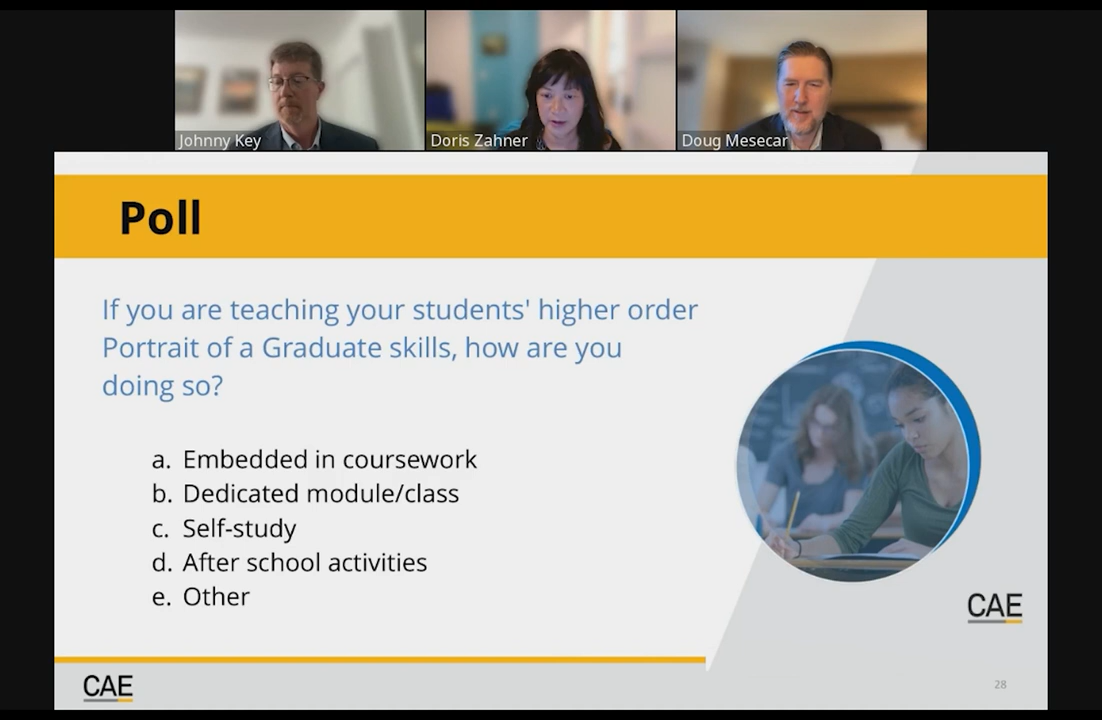 Johnny Key
Doris Zahner
Doug Mesecar
Poll
If you are teaching your students' higher order
Portrait of a Graduate skills, how are you
doing so?
a. Embedded in coursework
b. Dedicated module/class
c. Self-study
d. After school activities
e. Other
CAE
CAE
28